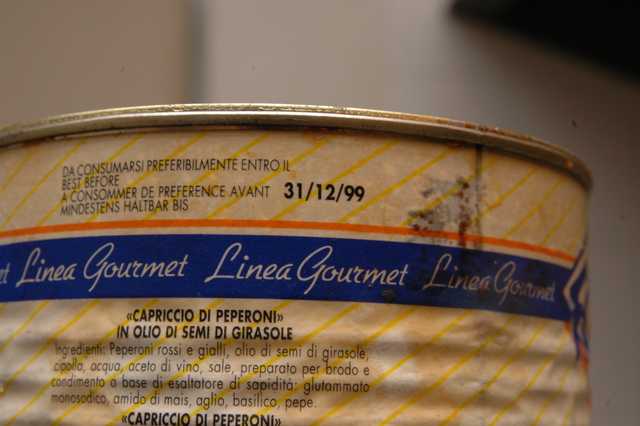 DA CONSUMARSI PREFERIBILMENTE ENTRO IL
BEST BEFORE
A CONSOMMER DE PREFERENCE AVANT 31/12/99
MINDESTENS HALTBAR BIS
et Linea Gourmet Linea Gourmet Linea Gourmet
«CAPRICCIO DI PEPERONI»
IN OLIO DI SEMI DI GIRASOLE
Ingredienti: Peperoni rossi e gialli, olio di semi di girasole,
cipolla, acqua, aceto di vino, sale, preparato per brodo e
condimento a base di esaltatore di sapidità: glutammato
monosodico, amido di mais, aglio, basilico, pepe.
«CAPRICCIO DI PEPERONI»